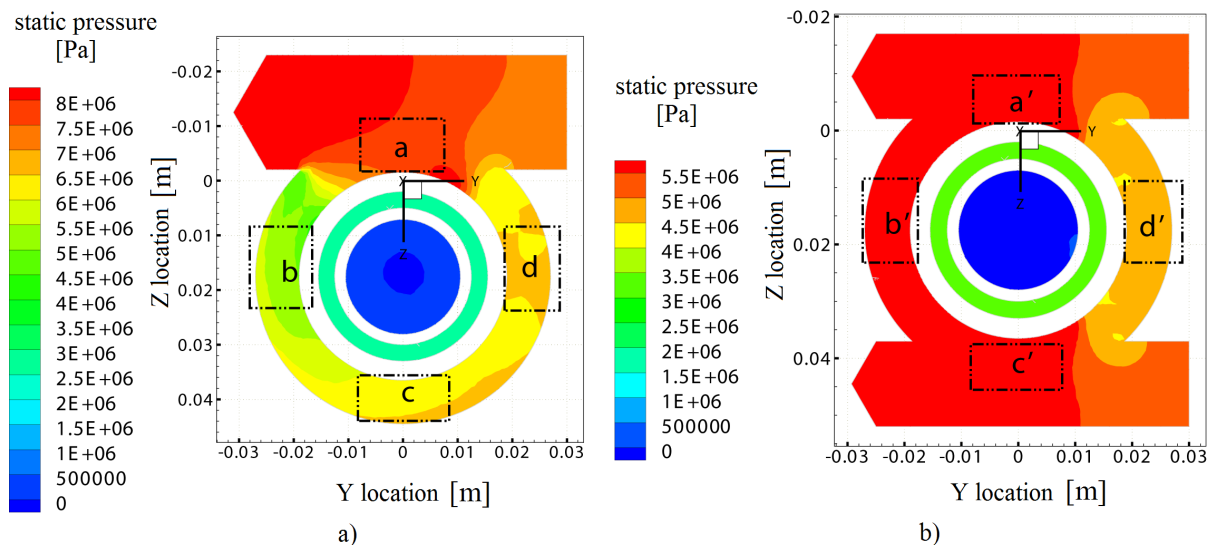 static pressure
[Pa]
8E+06
7.5E+06
7E+06
6.5E+06
6E+06
5.5E+06
5E+06
4.5E+06
4E+06
3.5E+06
3E+06
2.5E+06
2E+06
1.5E+06
1E+06
500000
0
Z location [m]
-0.02
-0.01
0
0.01
0.02
0.03
0.04
a
b
c
d
X
Y
Z
-0.03 -0.02 -0.01 0 0.01 0.02 0.03
Y location [m]
a)
static pressure
[Pa]
5.5E+06
5E+06
4.5E+06
4E+06
3.5E+06
3E+06
2.5E+06
2E+06
1.5E+06
1E+06
500000
0
Z location [m]
-0.02
0
0.02
0.04
a′
b′
c′
d′
X
Y
Z
-0.03 -0.02 -0.01 0 0.01 0.02 0.03
Y location [m]
b)